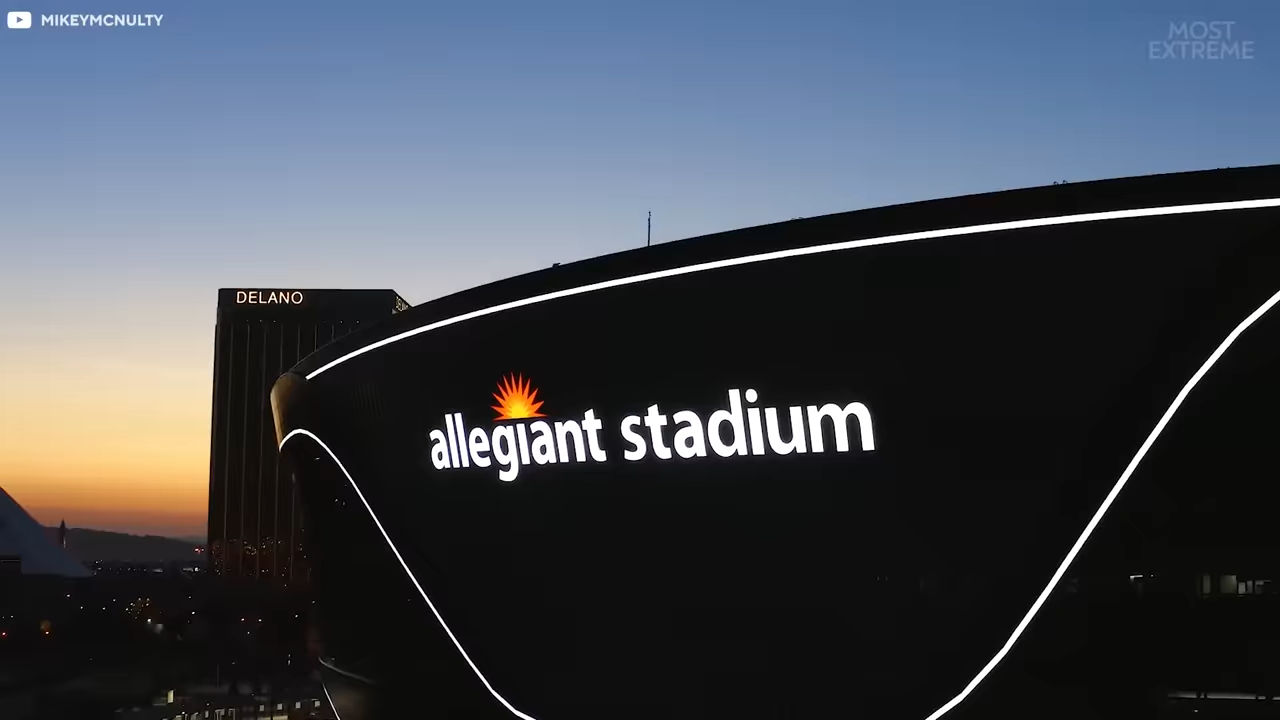 MIKEYMCNULTY
MOST
EXTREME
DELANO
allegiant stadium